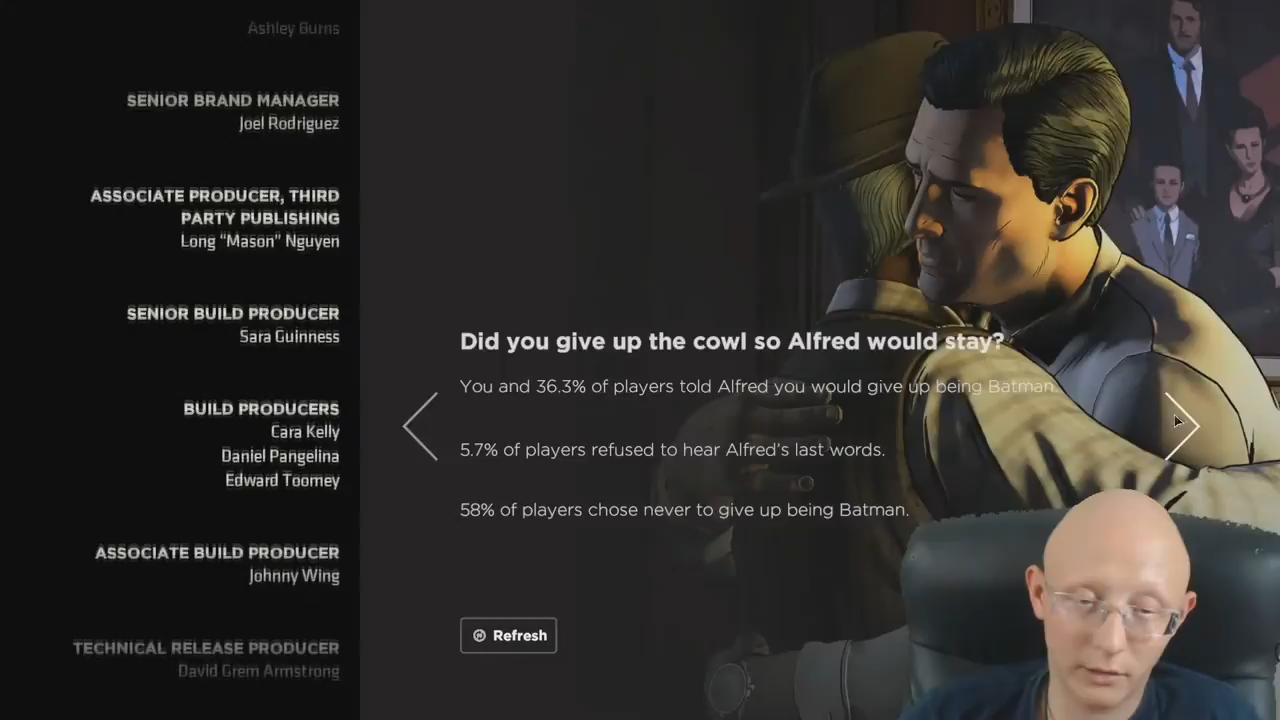 Ashley Burns
SENIOR BRAND MANAGER
Joel Rodriguez
ASSOCIATE PRODUCER, THIRD
PARTY PUBLISHING
Long “Mason” Nguyen
SENIOR BUILD PRODUCER
Sara Guinness
BUILD PRODUCERS
Cara Kelly
Daniel Pangelina
Edward Toomey
ASSOCIATE BUILD PRODUCER
Johnny Wing
TECHNICAL RELEASE PRODUCER
David Grem Armstrong
Did you give up the cowl so Alfred would stay?
You and 36.3% of players told Alfred you would give up being Batman.
5.7% of players refused to hear Alfred's last words.
58% of players chose never to give up being Batman.
Refresh